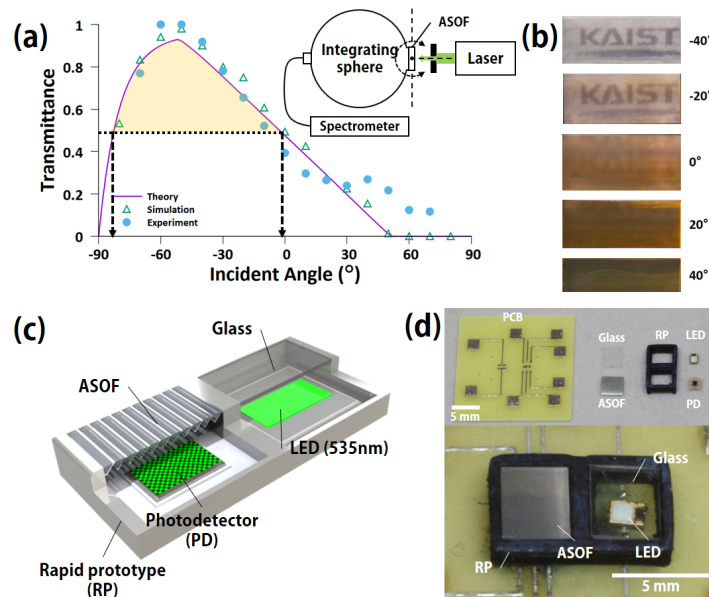 (a)
Transmittance
1
0.8
0.6
0.4
0.2
0
-90
-60
-30
0
30
60
90
Incident Angle (°)
Theory
Simulation
Experiment
ASOF
Integrating
sphere
Laser
Spectrometer
(b)
KAIST
-40°
KAIST
-20°
0°
20°
40°
(c)
Glass
ASOF
LED (535nm)
Photodetector
(PD)
Rapid prototype
(RP)
(d)
PCB
Glass
RP
LED
ASOF
PD
5 mm
Glass
ASOF
LED
RP
5 mm